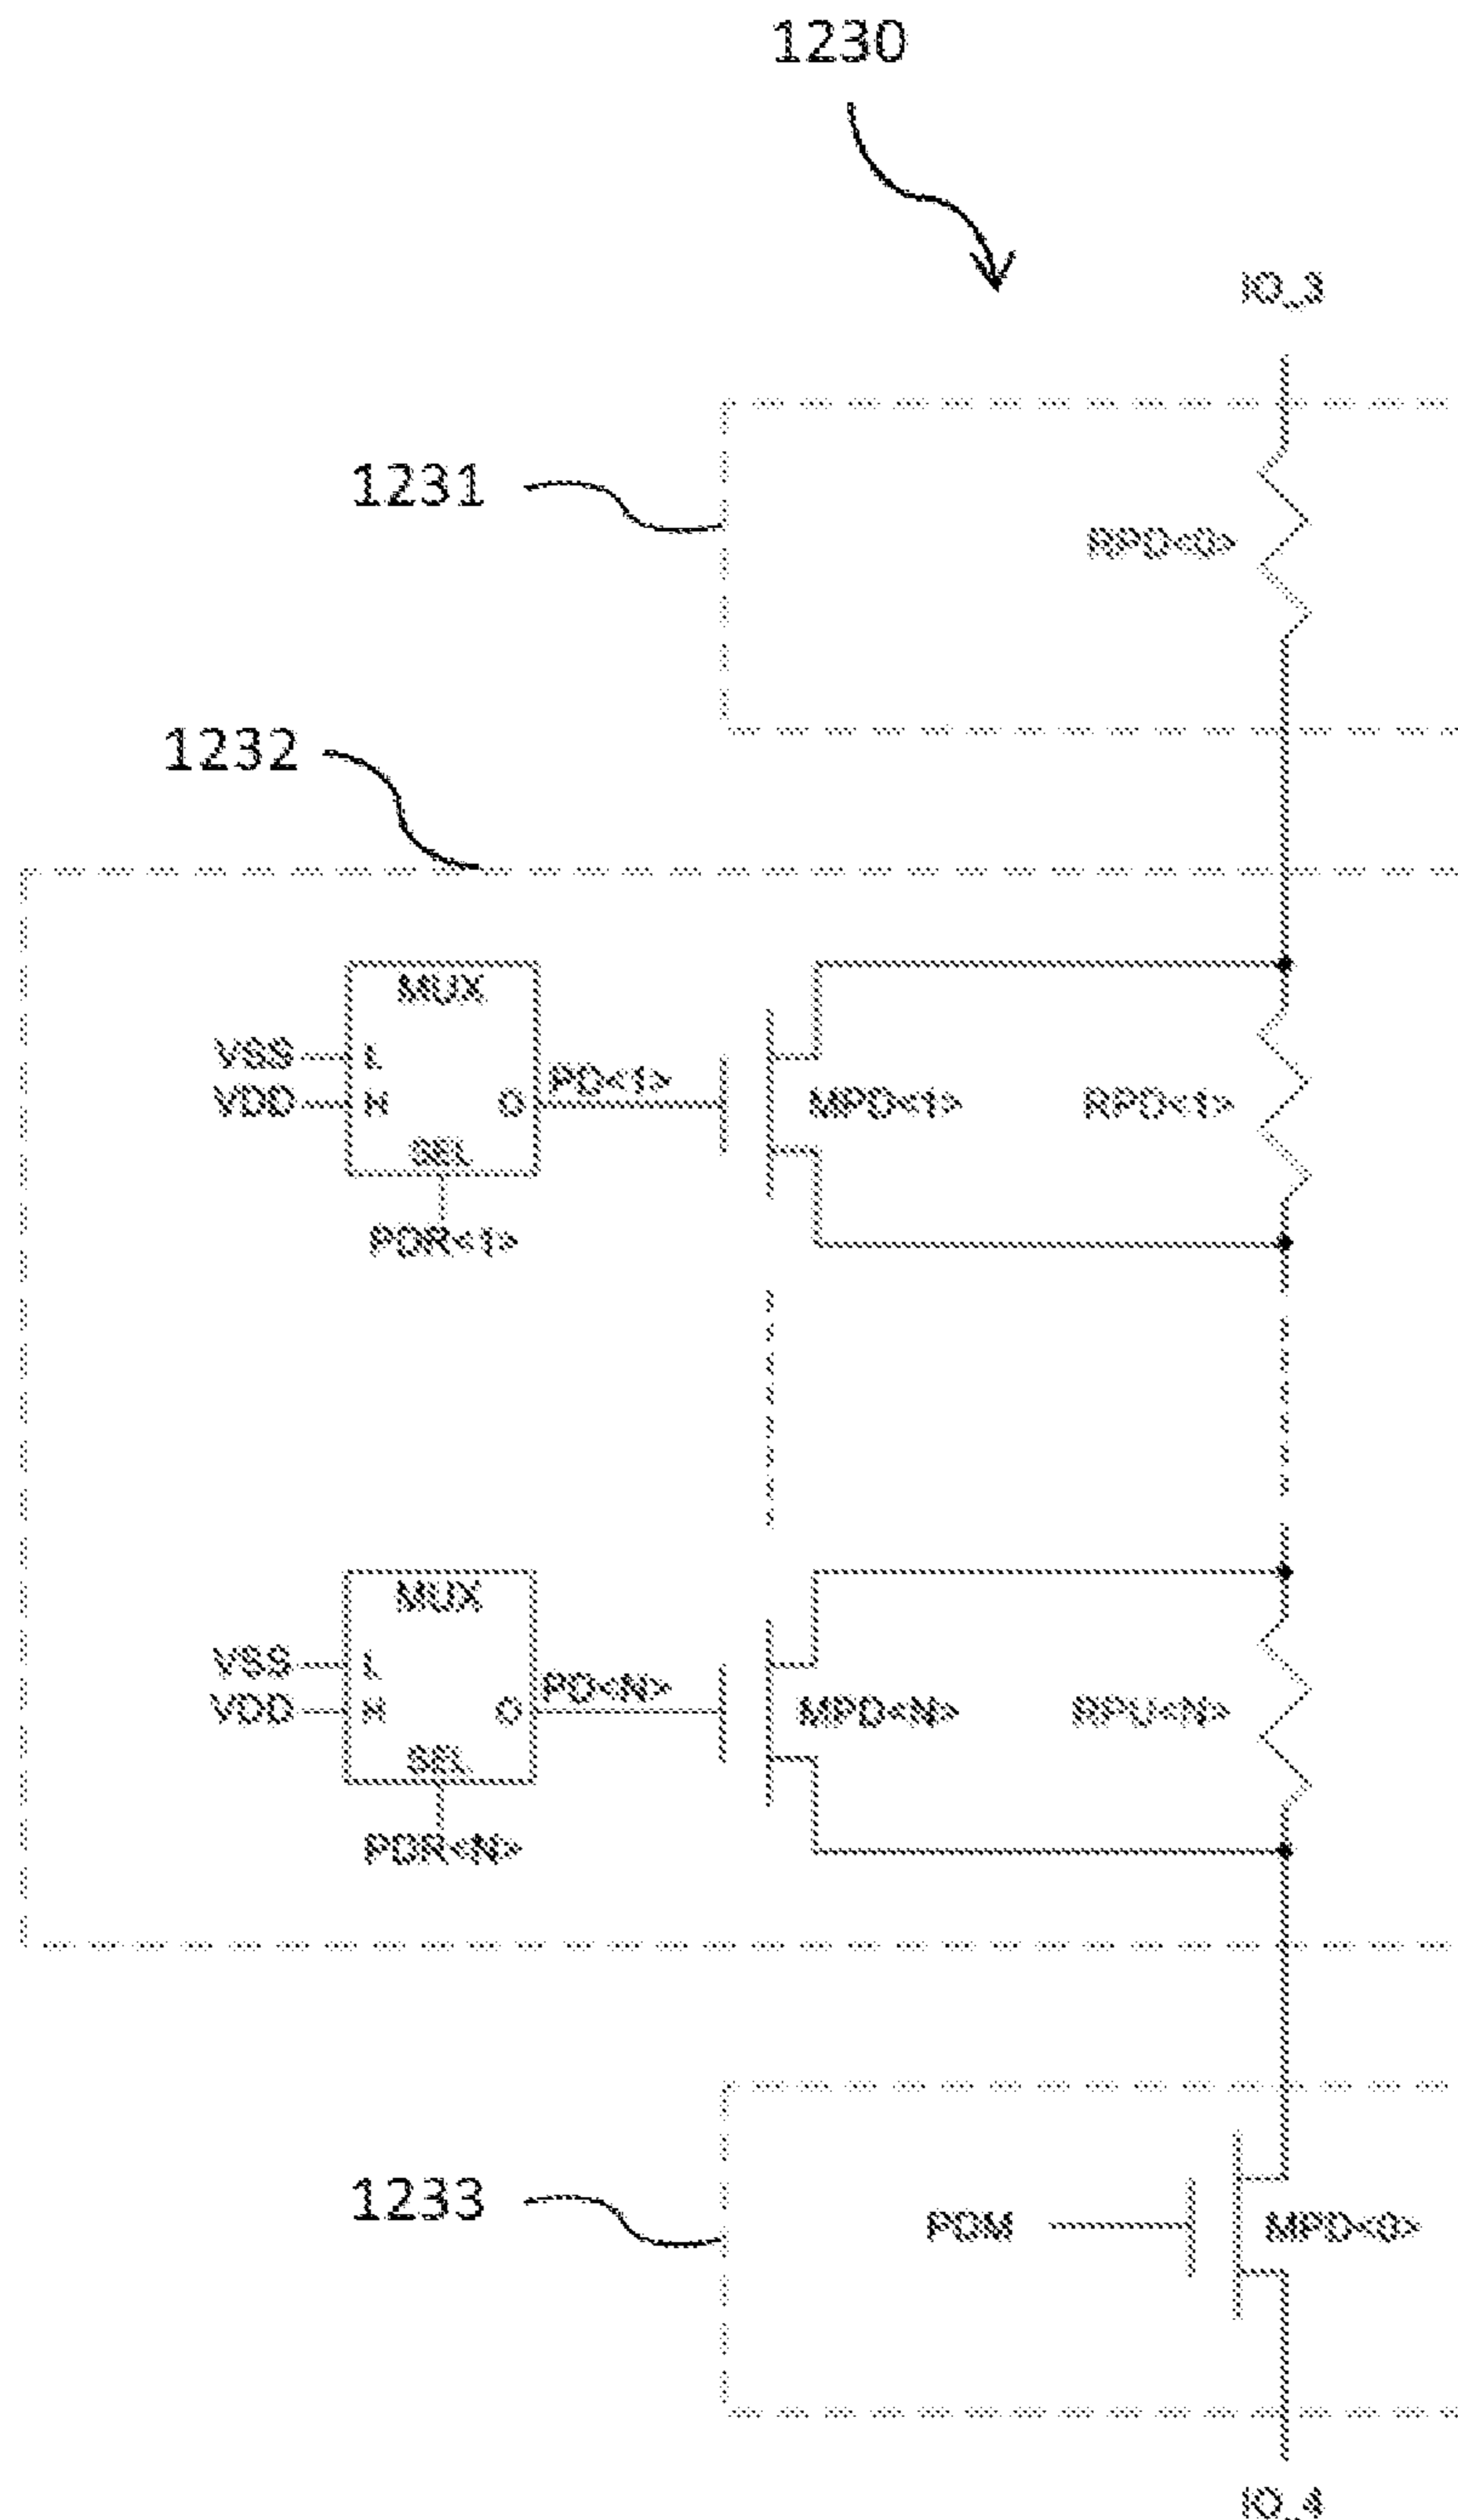 1230
IO_3
1231
RPD<0>
1232
MUX
VSS
L
PD<1>
VDD
H
O
MPD<1>
RPD<1>
SEL
PDR<1>
MUX
VSS
L
PD<N>
VDD
H
O
MPD<N>
RPU<N>
SEL
PDR<N>
1233
PDM
MPD<0>
IO_4